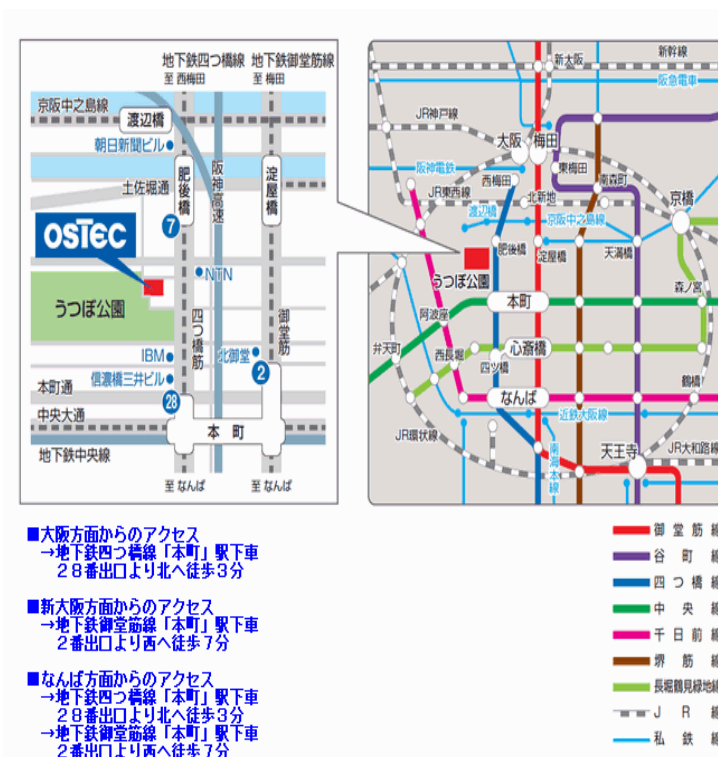 地下鉄四つ橋線 地下鉄御堂筋線
至 西梅田 至 梅田
京阪中之島線
渡辺橋
朝日新聞ビル
肥後橋
阪神高速
淀屋橋
土佐堀通
7
OSTEC
NTN
うつぼ公園
四つ橋筋
御堂筋
IBM
北御堂
2
信濃橋三井ビル
本町通
28
中央大通
本町
地下鉄中央線
至 なんば 至 なんば
新幹線
新大阪
阪急電車
JR神戸線
大阪 梅田
阪神電鉄
東梅田
西梅田
南森町
JR東西線
北新地
京橋
渡辺橋
京阪中之島線
肥後橋
淀屋橋
天満橋
うつぼ公園
森ノ宮
本町
阿波座
弁天町
心斎橋
西長堀
四ツ橋
鶴橋
なんば
近鉄大阪線
JR環状線
南海本線
天王寺
JR大和路線
■大阪方面からのアクセス
→地下鉄四つ橋線「本町」駅下車
28番出口より北へ徒歩3分
■新大阪方面からのアクセス
→地下鉄御堂筋線「本町」駅下車
2番出口より西へ徒歩7分
■なんば方面からのアクセス
→地下鉄四つ橋線「本町」駅下車
28番出口より北へ徒歩3分
→地下鉄御堂筋線「本町」駅下車
2番出口より西へ徒歩7分
御堂筋線
谷町線
四つ橋線
中央線
千日前線
堺筋線
長堀鶴見緑地線
JR線
私鉄線